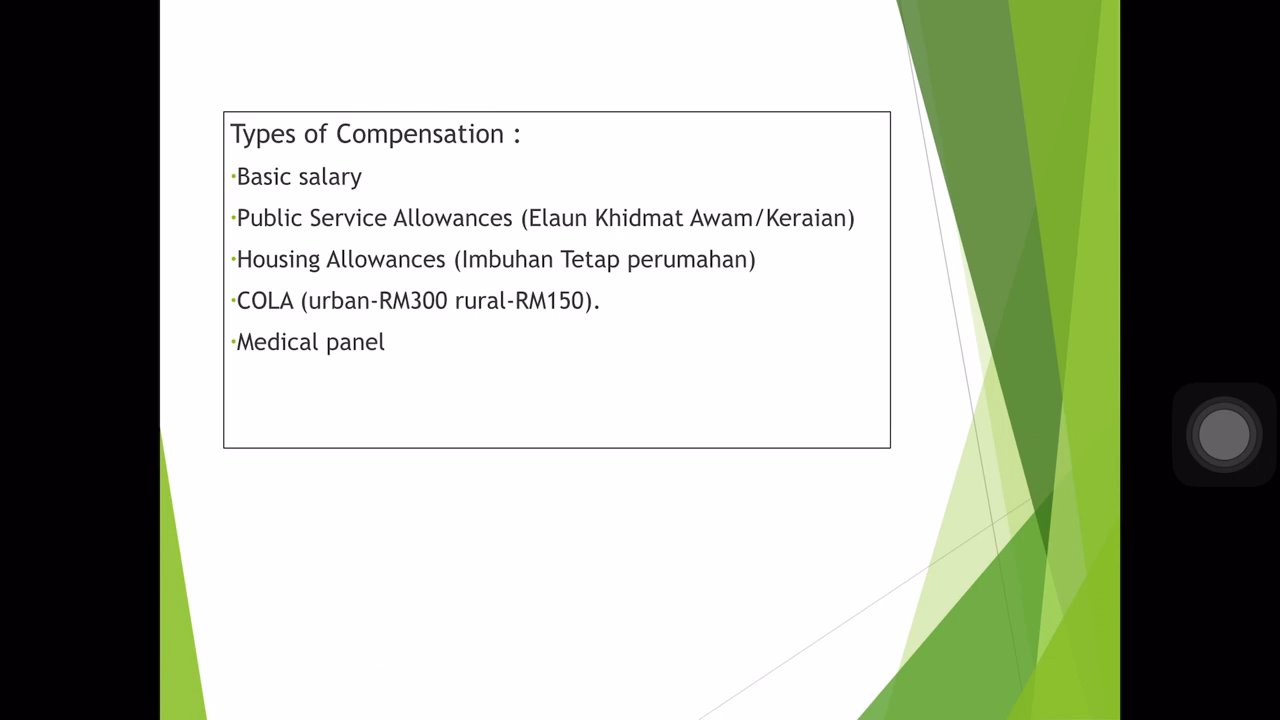 Types of Compensation :
•Basic salary
•Public Service Allowances (Elaun Khidmat Awam/Keraian)
•Housing Allowances (Imbuhan Tetap perumahan)
•COLA (urban-RM300 rural-RM150).
•Medical panel